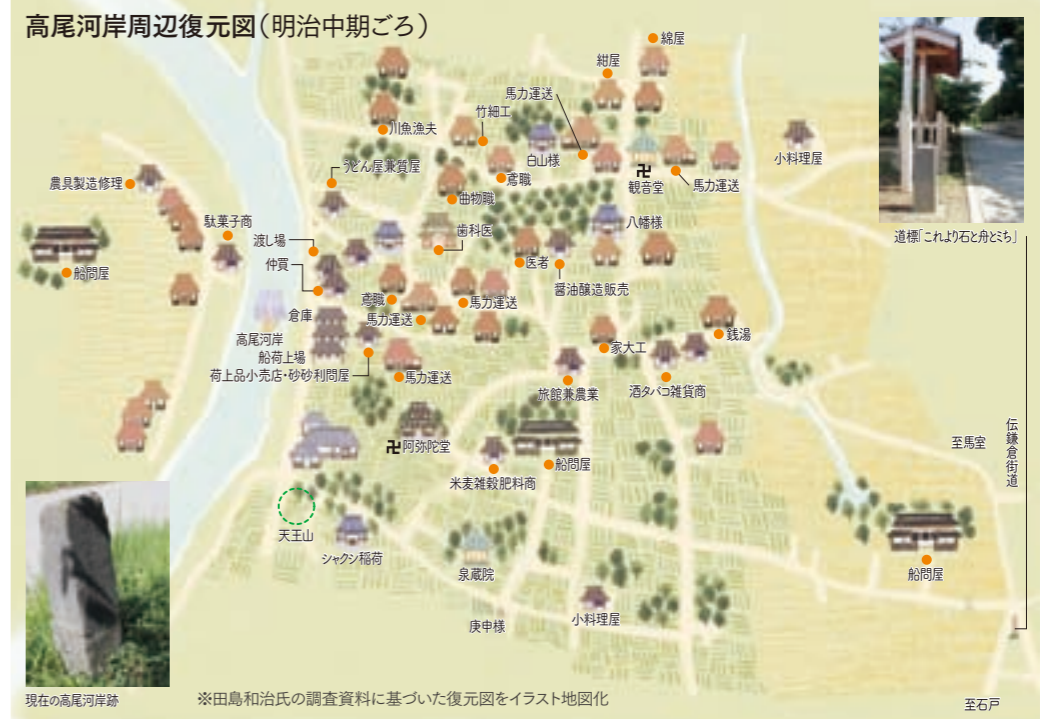 高尾河岸周辺復元図(明治中期ごろ)
綿屋
紺屋
馬力運送
竹細工
川魚漁夫
白山様
小料理屋
うどん屋兼質屋
観音堂
馬力運送
農具製造修理
鳶職
曲物職
駄菓子商
八幡様
歯科医
道標「これより石と舟とミち」
渡し場
仲買
船問屋
医者
醤油醸造販売
鳶職
馬力運送
倉庫
馬力運送
高尾河岸
船荷上場
荷上品小売店・砂砂利問屋
家大工
銭湯
馬力運送
旅館兼農業
酒タバコ雑貨商
阿弥陀堂
至馬室
伝鎌倉街道
船問屋
米麦雑穀肥料商
天王山
シャクシ稲荷
泉蔵院
船問屋
庚申様
小料理屋
現在の高尾河岸跡
※田島和治氏の調査資料に基づいた復元図をイラスト地図化
至石戸